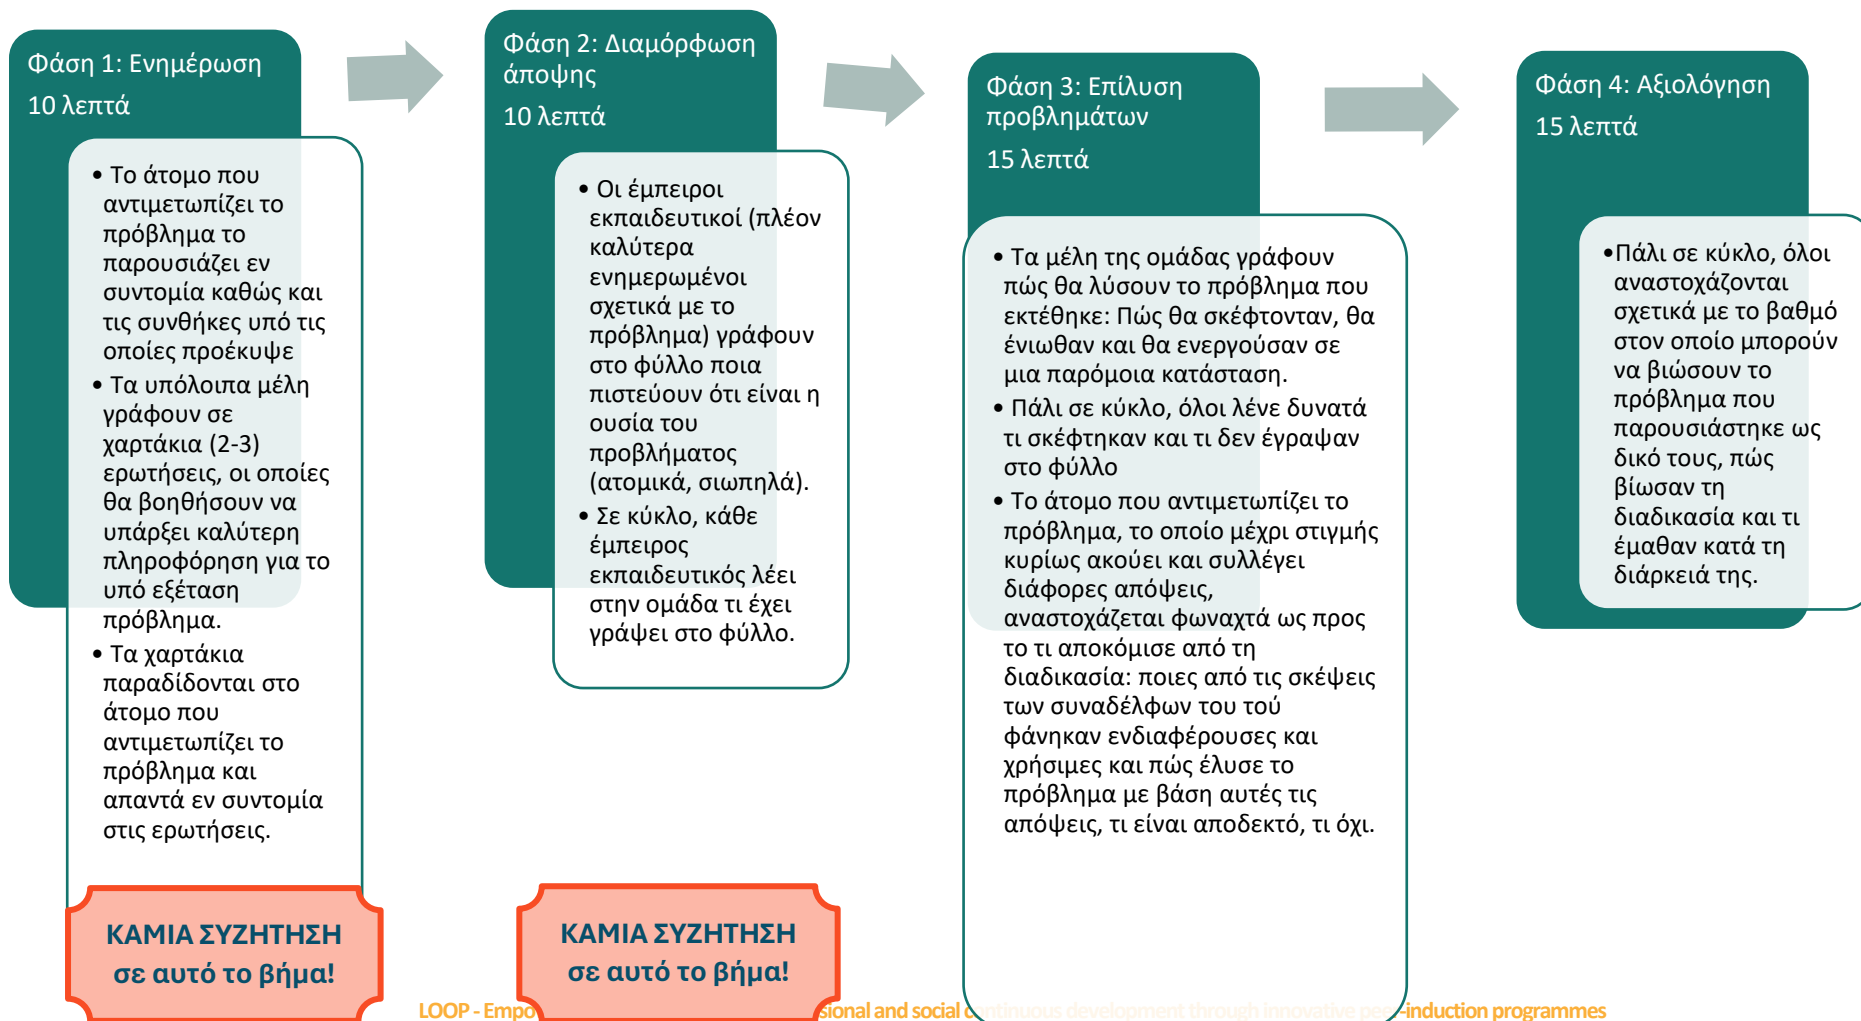 Φάση 1: Ενημέρωση
10 λεπτά
• Το άτομο που
αντιμετωπίζει το
πρόβλημα το
παρουσιάζει εν
συντομία καθώς και
τις συνθήκες υπό τις
οποίες προέκυψε
• Τα υπόλοιπα μέλη
γράφουν σε
χαρτάκια (2-3)
ερωτήσεις, οι οποίες
θα βοηθήσουν να
υπάρξει καλύτερη
πληροφόρηση για το
υπό εξέταση
πρόβλημα.
• Τα χαρτάκια
παραδίδονται στο
άτομο που
αντιμετωπίζει το
πρόβλημα και
απαντά εν συντομία
στις ερωτήσεις.
ΚΑΜΙΑ ΣΥΖΗΤΗΣΗ
σε αυτό το βήμα!
Φάση 2: Διαμόρφωση
άποψης
10 λεπτά
• Οι έμπειροι
εκπαιδευτικοί (πλέον
καλύτερα
ενημερωμένοι
σχετικά με το
πρόβλημα) γράφουν
στο φύλλο ποια
πιστεύουν ότι είναι η
ουσία του
προβλήματος
(ατομικά, σιωπηλά).
• Σε κύκλο, κάθε
έμπειρος
εκπαιδευτικός λέει
στην ομάδα τι έχει
γράψει στο φύλλο.
ΚΑΜΙΑ ΣΥΖΗΤΗΣΗ
σε αυτό το βήμα!
Φάση 3: Επίλυση
προβλημάτων
15 λεπτά
• Τα μέλη της ομάδας γράφουν
πώς θα λύσουν το πρόβλημα που
εκτέθηκε: Πώς θα σκέφτονταν, θα
ένιωθαν και θα ενεργούσαν σε
μια παρόμοια κατάσταση.
• Πάλι σε κύκλο, όλοι λένε δυνατά
τι σκέφτηκαν και τι δεν έγραψαν
στο φύλλο
• Το άτομο που αντιμετωπίζει το
πρόβλημα, το οποίο μέχρι στιγμής
κυρίως ακούει και συλλέγει
διάφορες απόψεις,
αναστοχάζεται φωναχτά ως προς
το τι αποκόμισε από τη
διαδικασία: ποιες από τις σκέψεις
των συναδέλφων του τού
φάνηκαν ενδιαφέρουσες και
χρήσιμες και πώς έλυσε το
πρόβλημα με βάση αυτές τις
απόψεις, τι είναι αποδεκτό, τι όχι.
Φάση 4: Αξιολόγηση
15 λεπτά
•Πάλι σε κύκλο, όλοι
αναστοχάζονται
σχετικά με το βαθμό
στον οποίο μπορούν
να βιώσουν το
πρόβλημα που
παρουσιάστηκε ως
δικό τους, πώς
βίωσαν τη
διαδικασία και τι
έμαθαν κατά τη
διάρκειά της.
LOOP - Empo sional and social continuous development through innovative peer-induction programmes